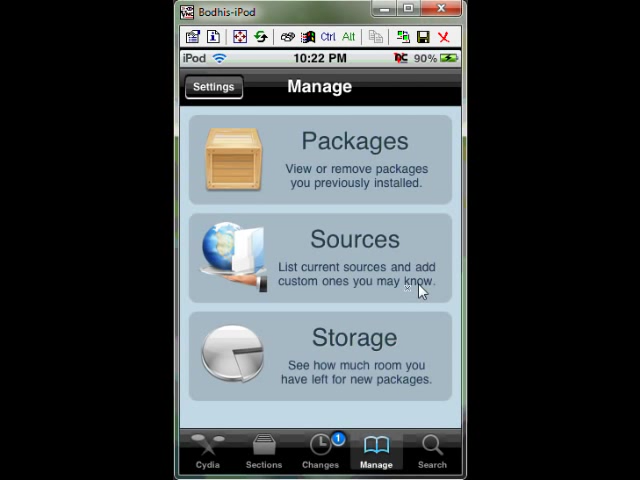 Bodhis-iPod
Ctrl Alt
iPod 10:22 PM 90%
Settings Manage
Packages
View or remove packages
you previously installed.
Sources
List current sources and add
custom ones you may know.
Storage
See how much room you
have left for new packages.
1
Cydia Sections Changes Manage Search